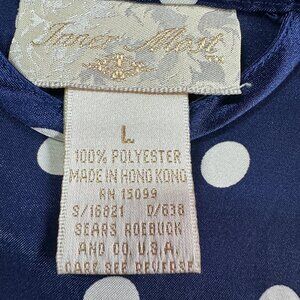 Inner Most
L
100% POLYESTER
MADE IN HONG KONG
RN 15099
S/16821 D/638
SEARS ROEBUCK
AND CO. U.S.A.
CARE SEE REVERSE